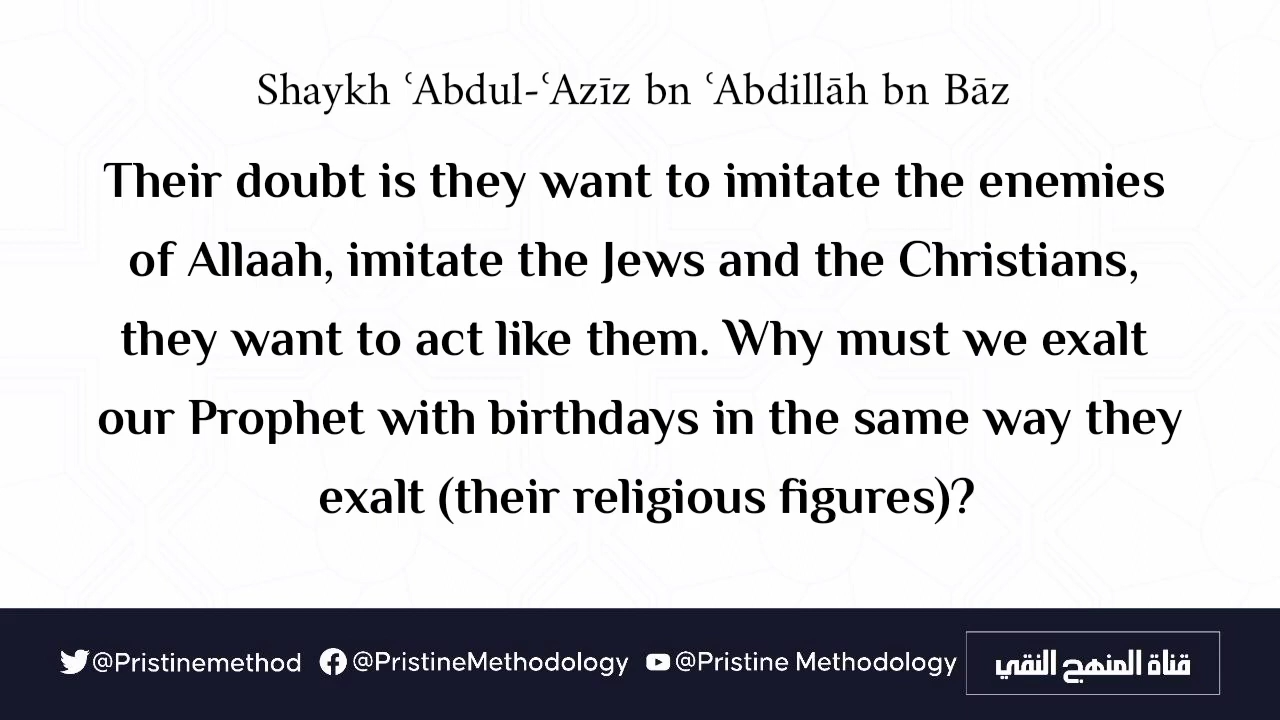 Shaykh ʿAbdul-ʿAzīz bn ʿAbdillāh bn Bāz
Their doubt is they want to imitate the enemies
of Allaah, imitate the Jews and the Christians,
they want to act like them. Why must we exalt
our Prophet with birthdays in the same way they
exalt (their religious figures)?
@Pristinemethod @PristineMethodology @Pristine Methodology قناة المنهج النقي